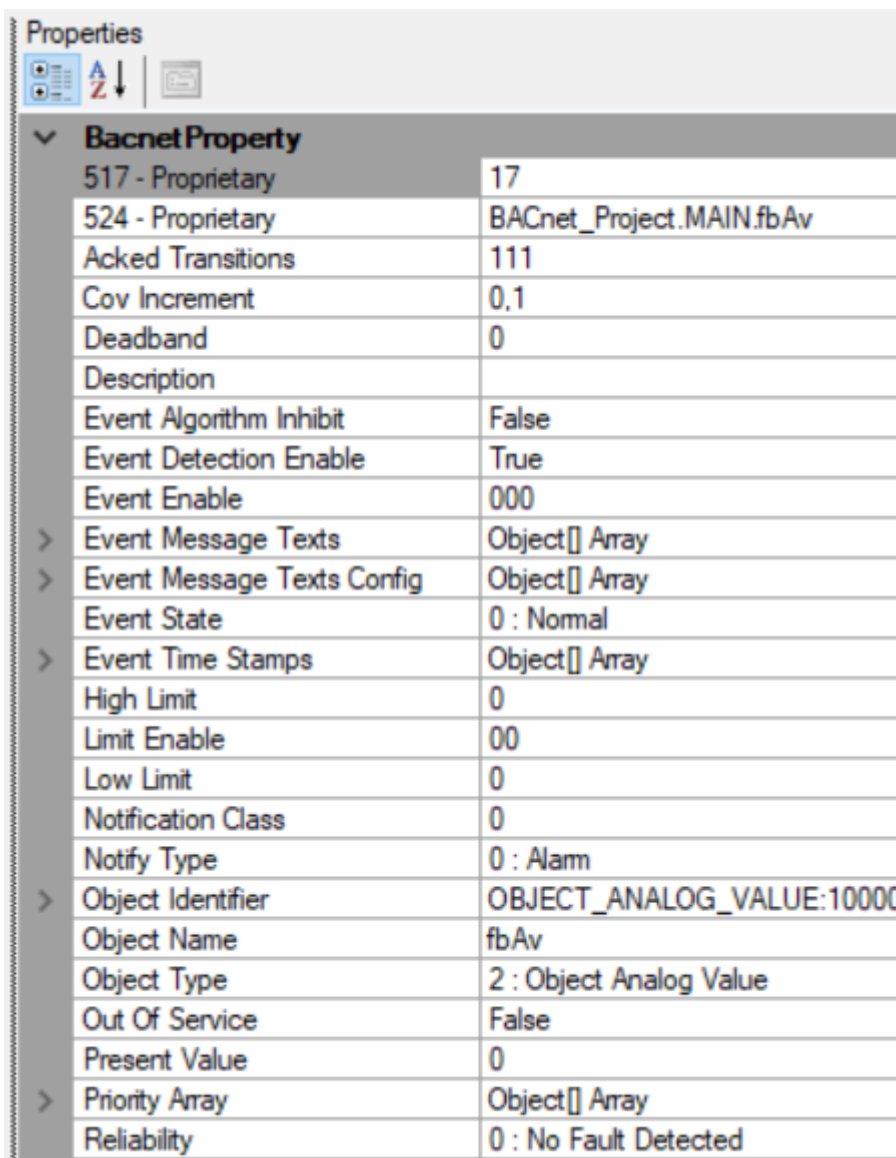 Properties
BacnetProperty
517 - Proprietary 17
524 - Proprietary BACnet_Project.MAIN.fbAv
Acked Transitions 111
Cov Increment 0,1
Deadband 0
Description
Event Algorithm Inhibit False
Event Detection Enable True
Event Enable 000
Event Message Texts Object[] Array
Event Message Texts Config Object[] Array
Event State 0 : Normal
Event Time Stamps Object[] Array
High Limit 0
Limit Enable 00
Low Limit 0
Notification Class 0
Notify Type 0 : Alarm
Object Identifier OBJECT_ANALOG_VALUE:10000
Object Name fbAv
Object Type 2 : Object Analog Value
Out Of Service False
Present Value 0
Priority Array Object[] Array
Reliability 0 : No Fault Detected